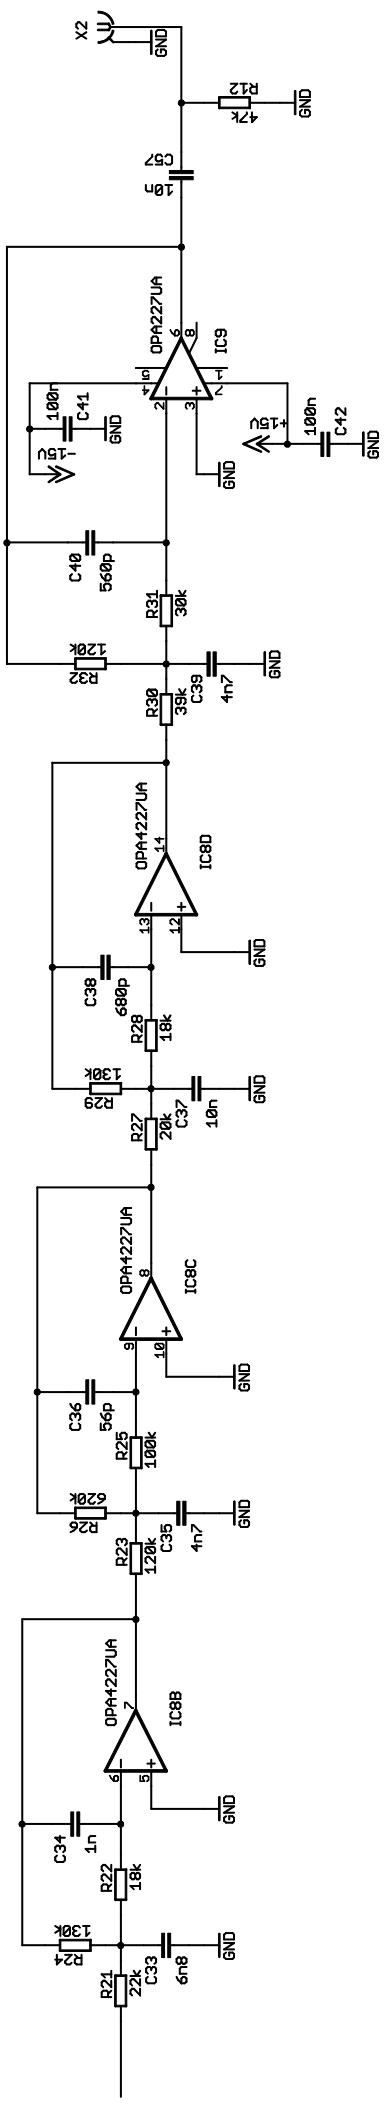 X2
GND
R12
47k
GND
C57
10n
OPA227UA
IC9
6
8
5
4
1
7
2
3
100n
C41
GND
-15V
+15V
100n
C42
GND
GND
C40
560p
R31
30k
R32
120k
R30
39k
C39
4n7
GND
OPA4227UA
IC8D
14
13
12
GND
C38
680p
R28
18k
R29
130k
R27
20k
C37
10n
GND
OPA4227UA
IC8C
8
9
10
GND
C36
56p
R25
100k
R26
620k
R23
120k
C35
4n7
GND
OPA4227UA
IC8B
7
6
5
GND
C34
1n
R22
18k
R24
130k
R21
22k
C33
6n8
GND